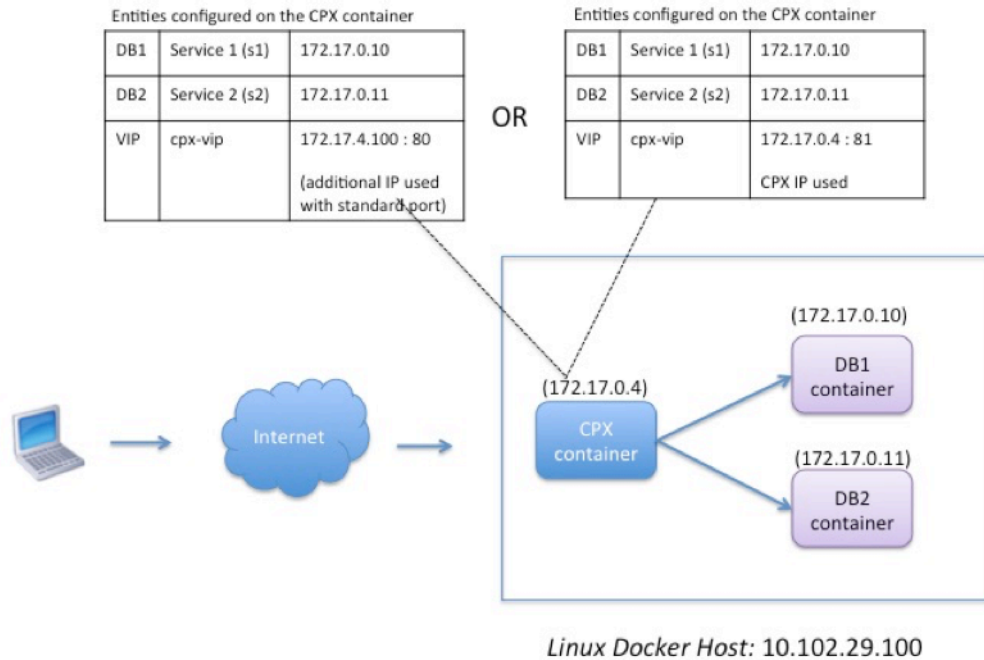 Entities configured on the CPX container
DB1 Service 1 (s1) 172.17.0.10
DB2 Service 2 (s2) 172.17.0.11
VIP cpx-vip 172.17.4.100 : 80
(additional IP used
with standard port)
OR
Entities configured on the CPX container
DB1 Service 1 (s1) 172.17.0.10
DB2 Service 2 (s2) 172.17.0.11
VIP cpx-vip 172.17.0.4 : 81
CPX IP used
Internet
(172.17.0.4)
CPX
container
(172.17.0.10)
DB1
container
(172.17.0.11)
DB2
container
Linux Docker Host: 10.102.29.100